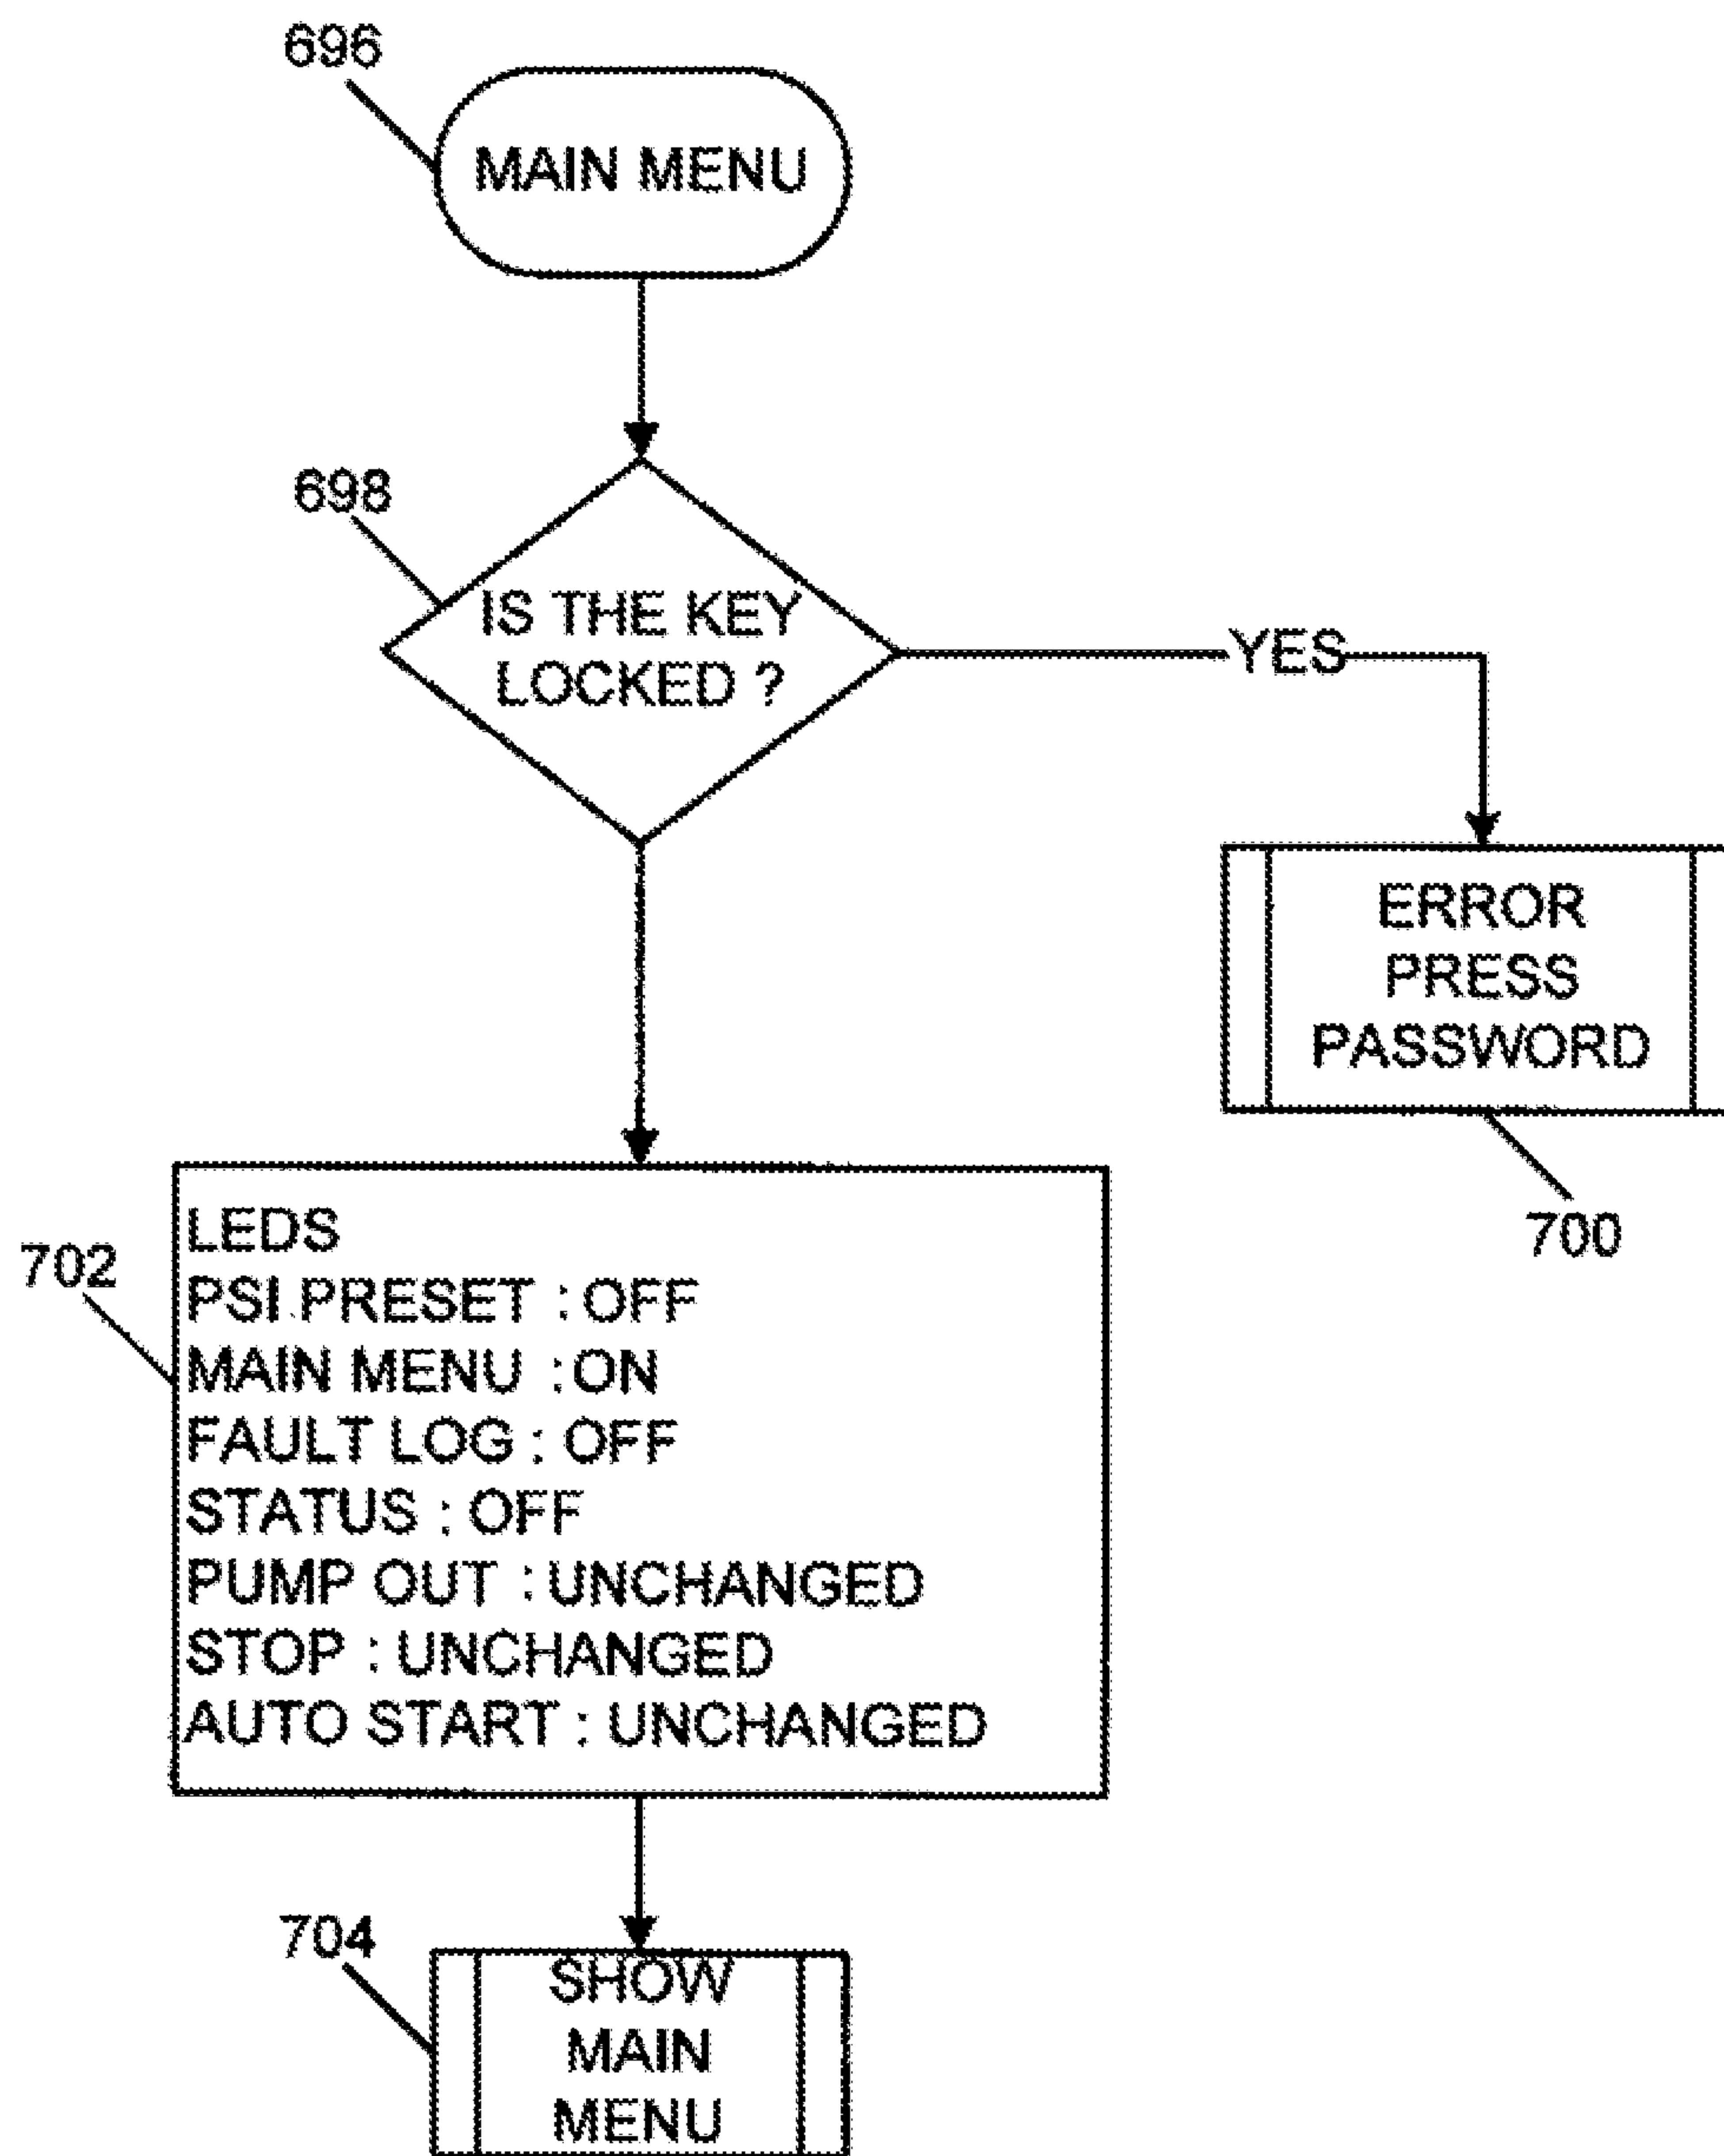 696
MAIN MENU
698
IS THE KEY
LOCKED ?
YES
ERROR
PRESS
PASSWORD
700
702
LEDS
PSI PRESET : OFF
MAIN MENU : ON
FAULT LOG : OFF
STATUS : OFF
PUMP OUT : UNCHANGED
STOP : UNCHANGED
AUTO START : UNCHANGED
704
SHOW
MAIN
MENU